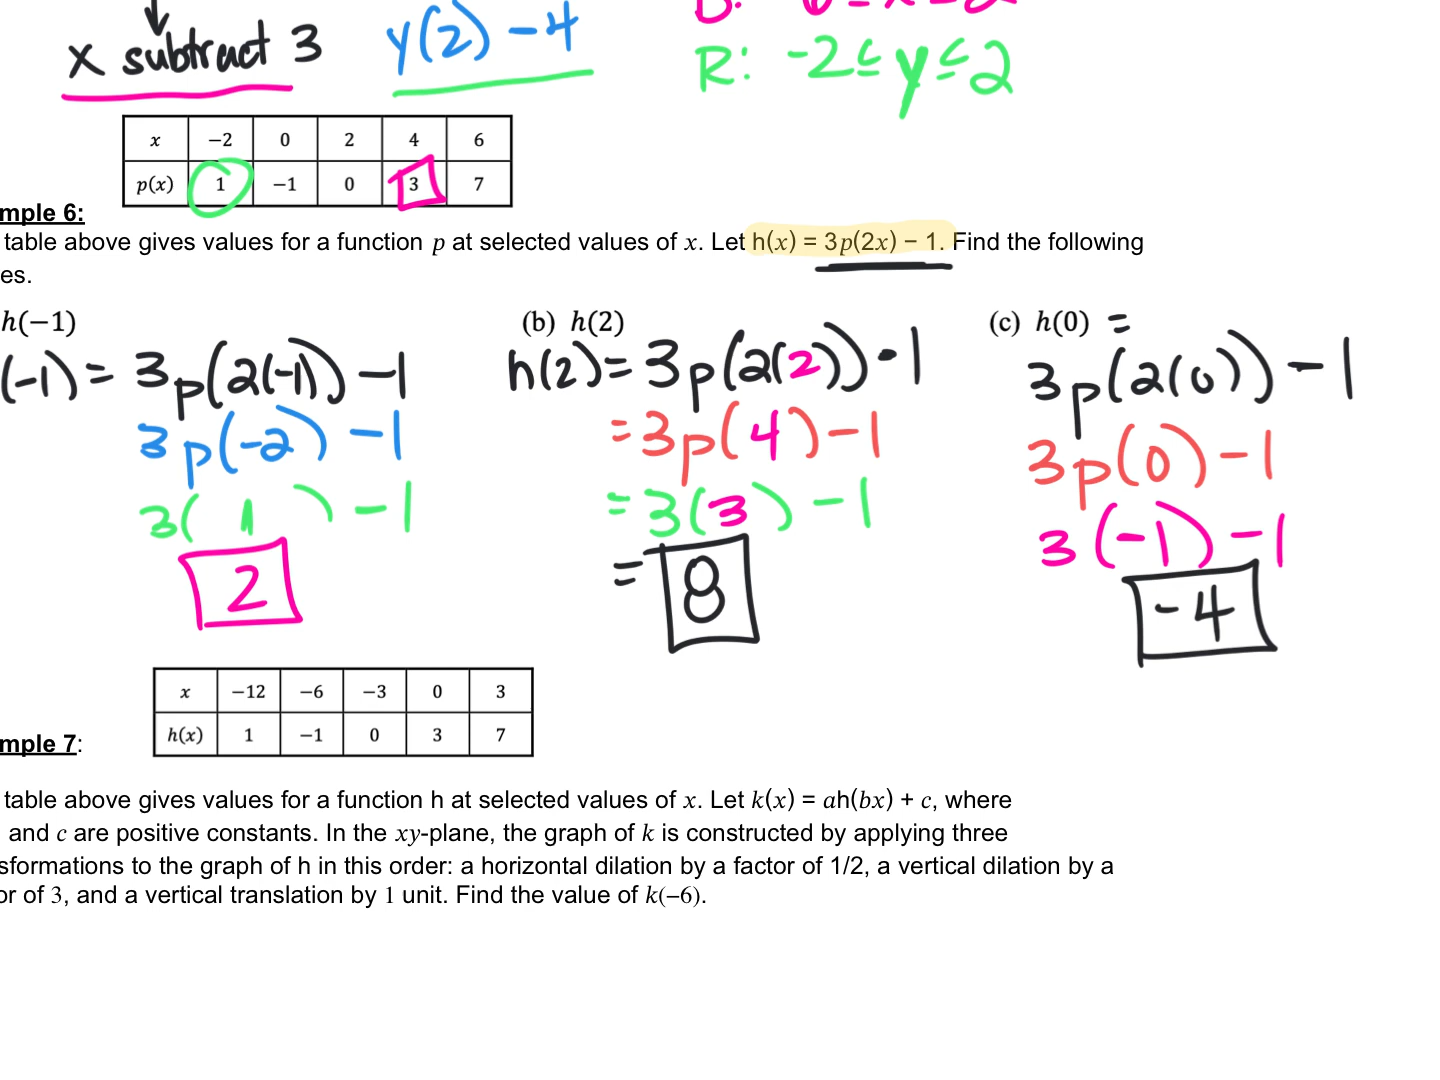 x subtract 3 y(2) - 4
R: -2 ≤ y ≤ 2
x −2 0 2 4 6
p(x) 1 −1 0 3 7
mple 6:
table above gives values for a function p at selected values of x. Let h(x) = 3p(2x) − 1. Find the following
es.
h(−1) (b) h(2) (c) h(0) =
(-1) = 3p(2(-1)) - 1 h(2) = 3p(2(2)) - 1 3p(2(0)) - 1
3p(-2) - 1 = 3p(4) - 1 3p(0) - 1
3(1) - 1 = 3(3) - 1 3(-1) - 1
2 = 8 -4
x −12 −6 −3 0 3
h(x) 1 −1 0 3 7
mple 7:
table above gives values for a function h at selected values of x. Let k(x) = ah(bx) + c, where
and c are positive constants. In the xy-plane, the graph of k is constructed by applying three
sformations to the graph of h in this order: a horizontal dilation by a factor of 1/2, a vertical dilation by a
or of 3, and a vertical translation by 1 unit. Find the value of k(−6).